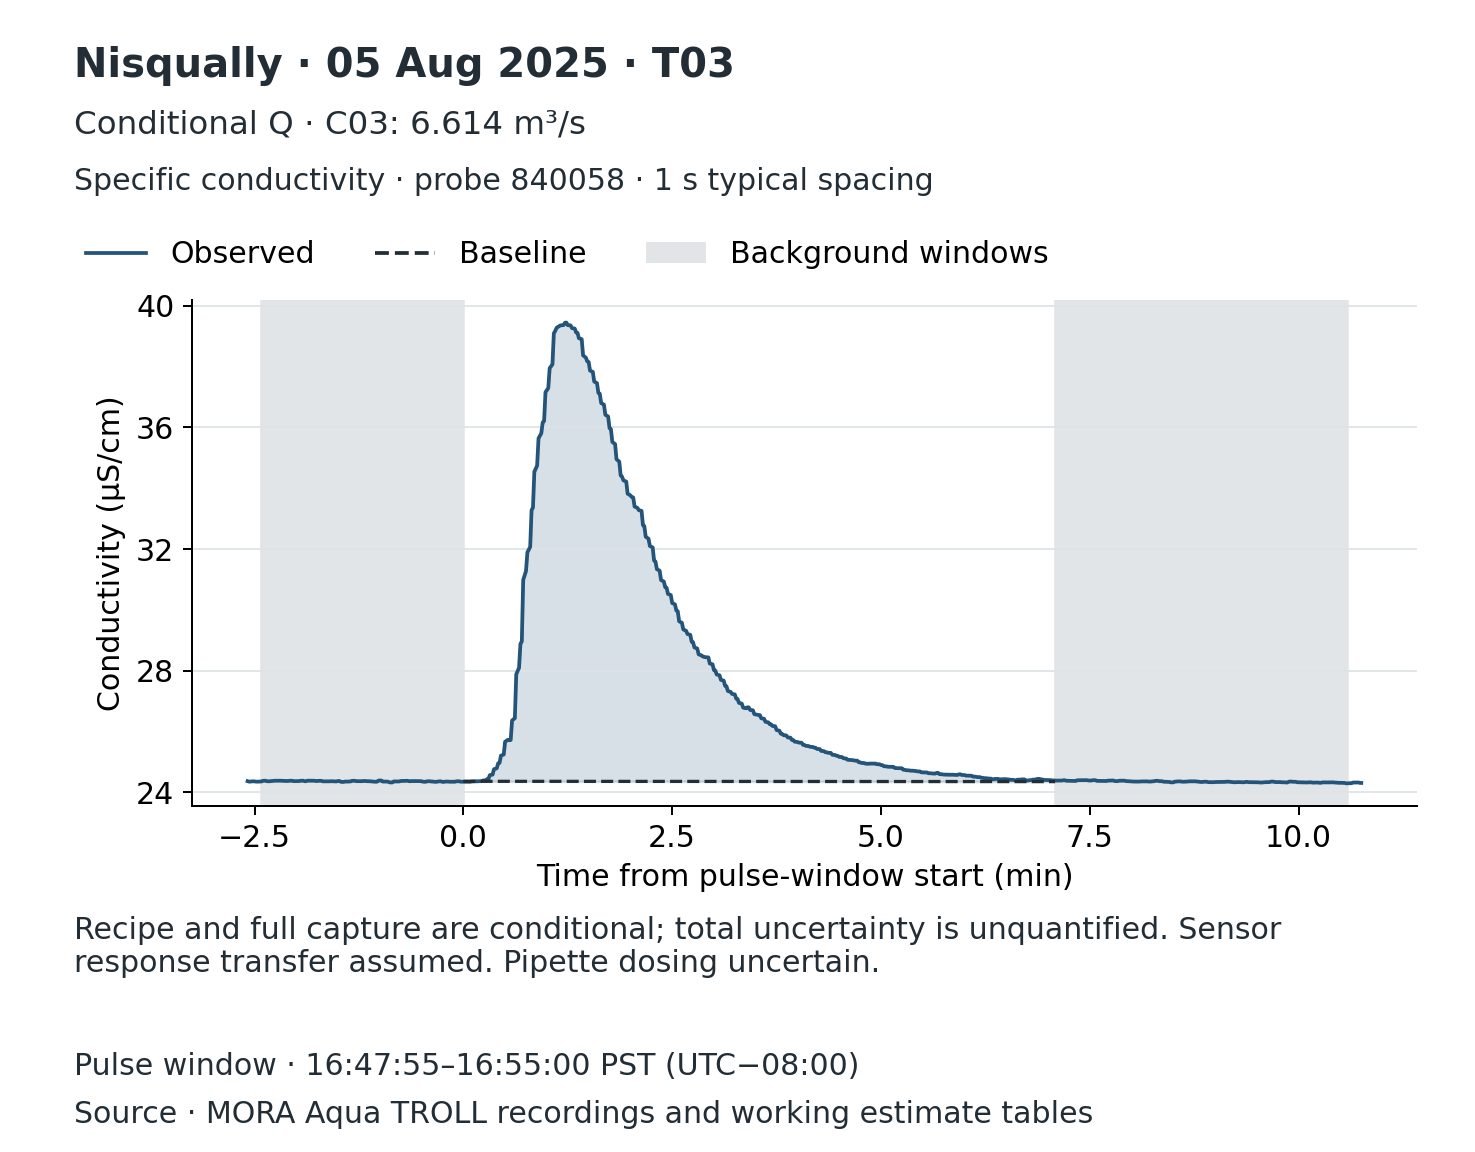 Nisqually · 05 Aug 2025 · T03
Conditional Q · C03: 6.614 m³/s
Specific conductivity · probe 840058 · 1 s typical spacing
Observed Baseline Background windows
40
36
32
28
24
Conductivity (µS/cm)
−2.5 0.0 2.5 5.0 7.5 10.0
Time from pulse-window start (min)
Recipe and full capture are conditional; total uncertainty is unquantified. Sensor
response transfer assumed. Pipette dosing uncertain.
Pulse window · 16:47:55–16:55:00 PST (UTC−08:00)
Source · MORA Aqua TROLL recordings and working estimate tables